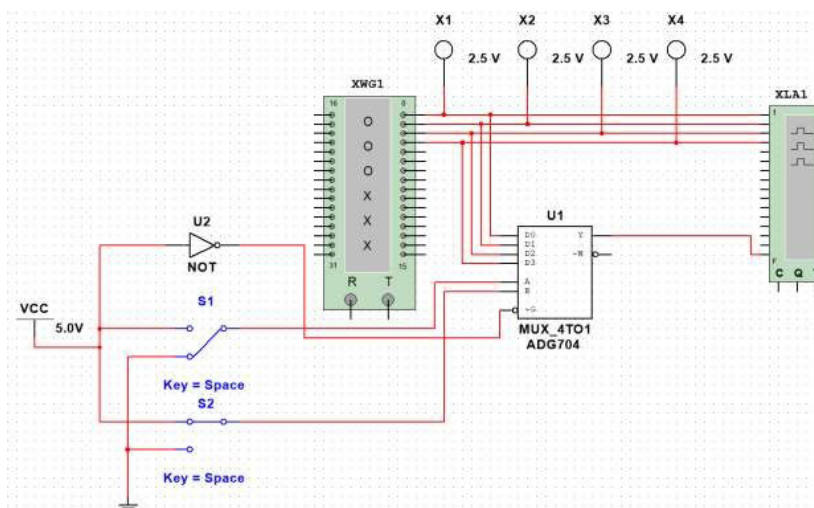 X1 X2 X3 X4
2.5 V 2.5 V 2.5 V 2.5 V
XWG1
XLA1
16 0
1
O
O
O
X
X
X
U2
NOT
31 15
R T
U1
D0 Y
D1 ~W
D2
D3
A
B
~G
MUX_4TO1
ADG704
F
C Q T
S1
VCC
5.0V
Key = Space
S2
Key = Space